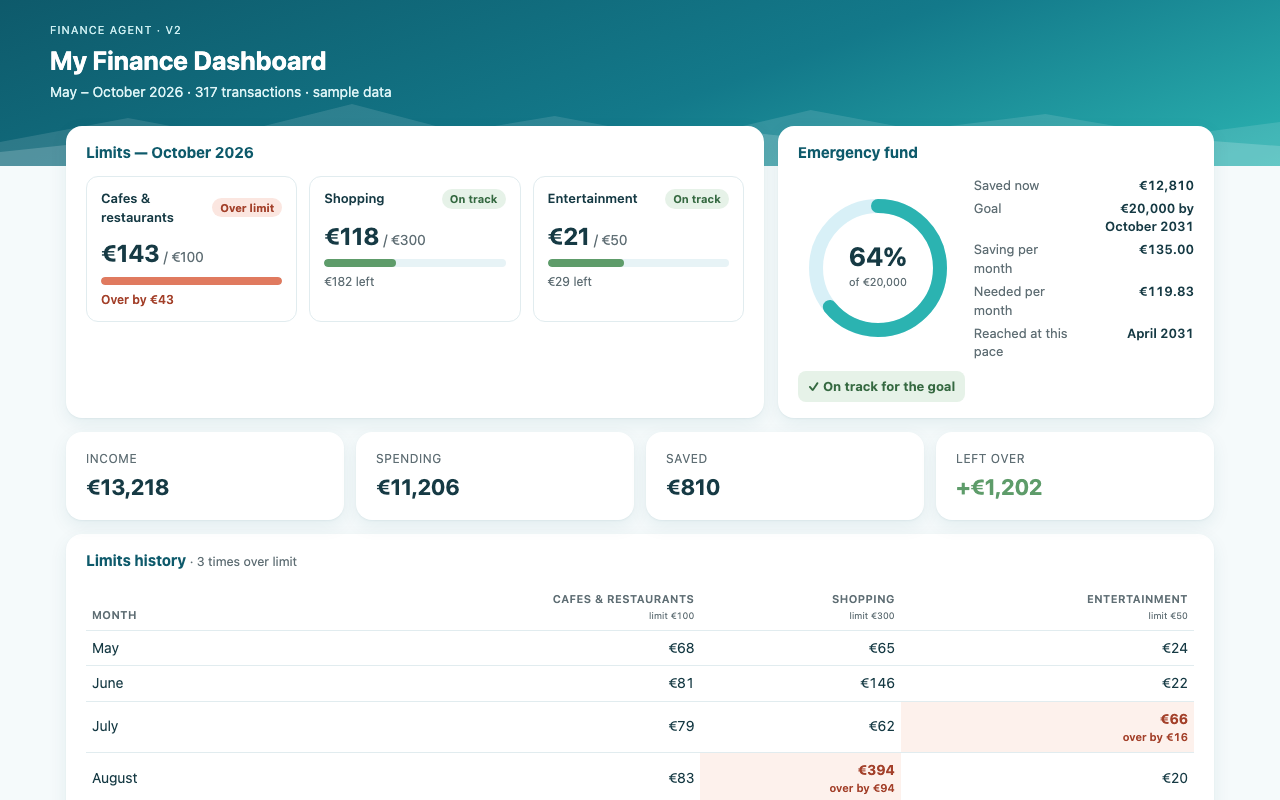 FINANCE AGENT · V2
My Finance Dashboard
May – October 2026 · 317 transactions · sample data
Limits — October 2026
Cafes &
restaurants
Over limit
€143 / €100
Over by €43
Shopping
On track
€118 / €300
€182 left
Entertainment
On track
€21 / €50
€29 left
Emergency fund
64%
of €20,000
Saved now €12,810
Goal €20,000 by
October 2031
Saving per €135.00
month
Needed per €119.83
month
Reached at this April 2031
pace
✓ On track for the goal
INCOME
€13,218
SPENDING
€11,206
SAVED
€810
LEFT OVER
+€1,202
Limits history · 3 times over limit
MONTH
CAFES & RESTAURANTS
limit €100
SHOPPING
limit €300
ENTERTAINMENT
limit €50
May €68 €65 €24
June €81 €146 €22
July €79 €62 €66
over by €16
August €83 €394 €20
over by €94